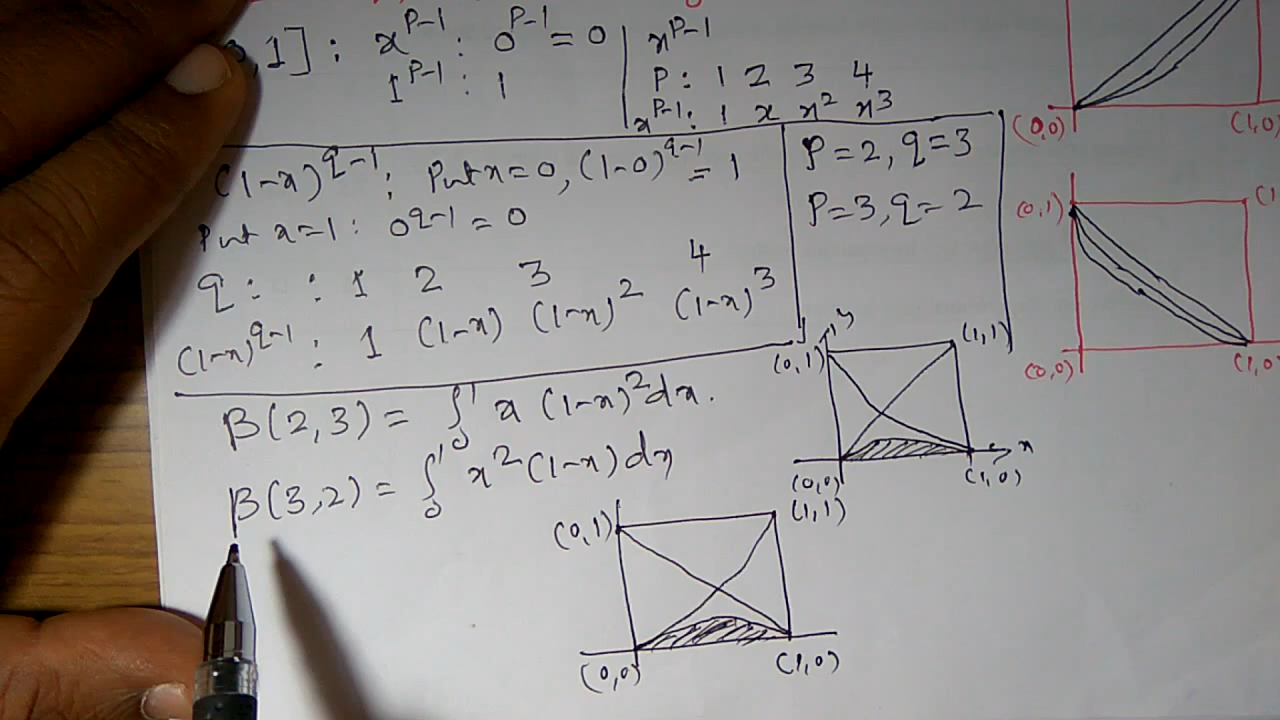 0,1] : x^{p-1} : 0^{p-1} = 0
1^{p-1} : 1
x^{p-1}
p : 1 2 3 4
x^{p-1} : 1 x x^2 x^3
(1-x)^{q-1} : Put x=0, (1-0)^{q-1} = 1
Put x=1 : 0^{q-1} = 0
q : : 1 2 3 4
(1-x)^{q-1} : 1 (1-x) (1-x)^2 (1-x)^3
P=2, q=3
P=3, q=2
β(2,3) = ∫_0^1 x (1-x)^2 dx.
β(3,2) = ∫_0^1 x^2 (1-x) dx
y
(0,1) (1,1)
x
(0,0) (1,0)
(0,1) (1,1)
(0,0) (1,0)
(0,0) (1,0)
(0,1) (1
(0,0) (1,0